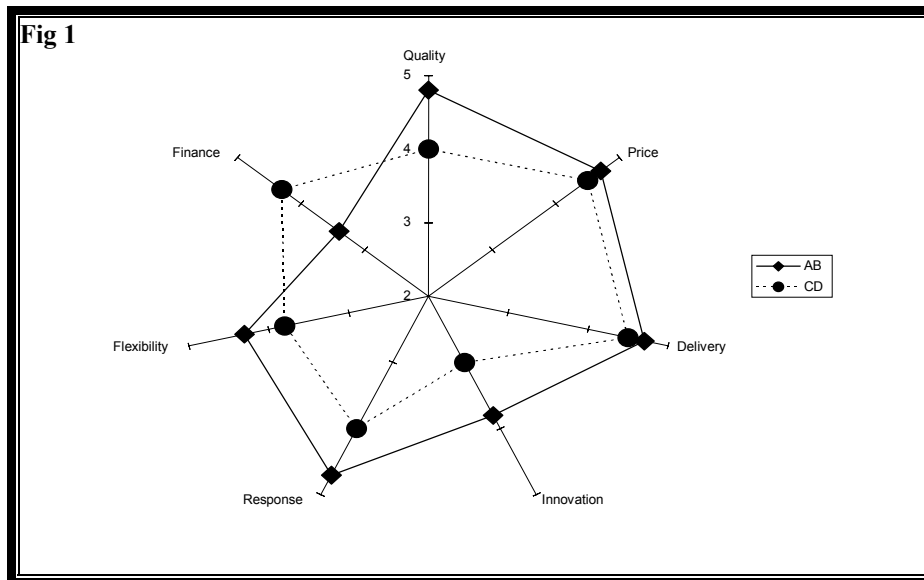 Fig 1
Quality
5
Finance
Price
4
3
AB
CD
2
Flexibility
Delivery
Response
Innovation